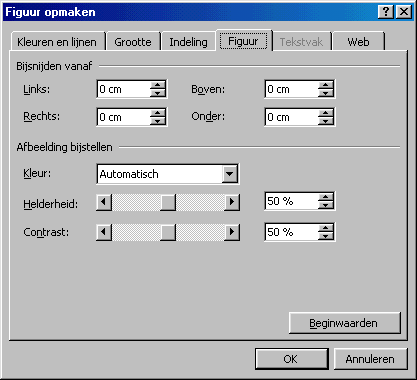 Figuur opmaken
Kleuren en lijnen Grootte Indeling Figuur Tekstvak Web
Bijsnijden vanaf
Links: 0 cm Boven: 0 cm
Rechts: 0 cm Onder: 0 cm
Afbeelding bijstellen
Kleur: Automatisch
Helderheid: 50 %
Contrast: 50 %
Beginwaarden
OK Annuleren